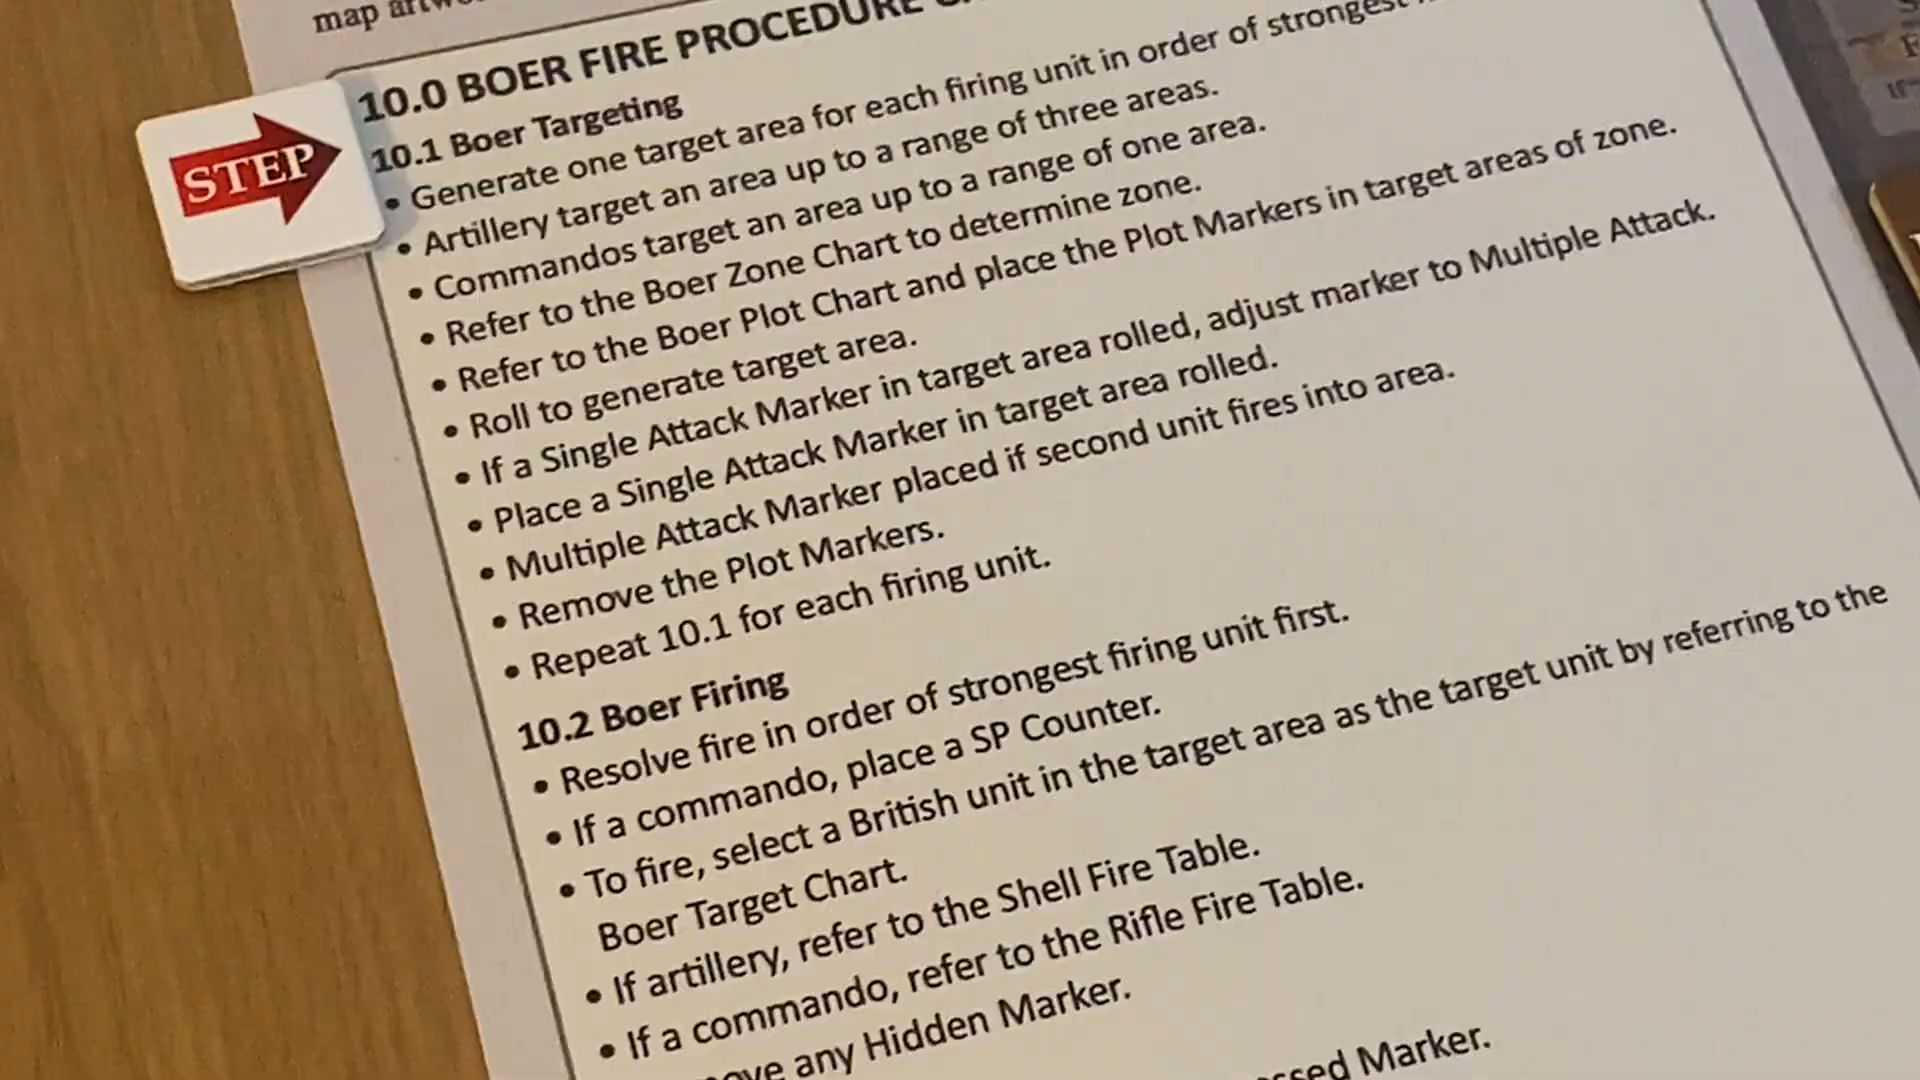 map
10.0 BOER FIRE PROCEDURE
STEP
10.1 Boer Targeting
• Generate one target area for each firing unit in order of strongest
• Artillery target an area up to a range of three areas.
• Commandos target an area up to a range of one area.
• Refer to the Boer Zone Chart to determine zone.
• Refer to the Boer Plot Chart and place the Plot Markers in target areas of zone.
• Roll to generate target area.
• If a Single Attack Marker in target area rolled, adjust marker to Multiple Attack.
• Place a Single Attack Marker in target area rolled.
• Multiple Attack Marker placed if second unit fires into area.
• Remove the Plot Markers.
• Repeat 10.1 for each firing unit.
10.2 Boer Firing
• Resolve fire in order of strongest firing unit first.
• If a commando, place a SP Counter.
• To fire, select a British unit in the target area as the target unit by referring to the
Boer Target Chart.
• If artillery, refer to the Shell Fire Table.
• If a commando, refer to the Rifle Fire Table.
any Hidden Marker.
Marker.